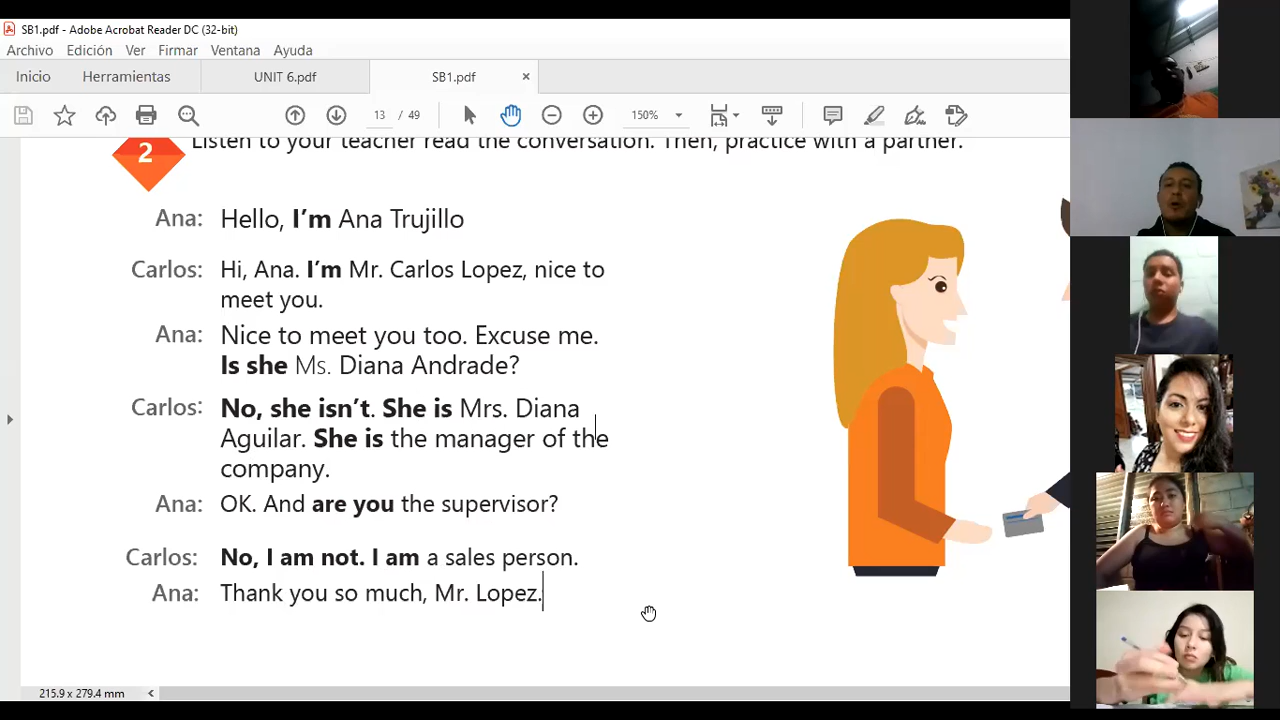 SB1.pdf - Adobe Acrobat Reader DC (32-bit)
Archivo Edición Ver Firmar Ventana Ayuda
Inicio Herramientas UNIT 6.pdf SB1.pdf ×
13 / 49 150%
2 Listen to your teacher read the conversation. Then, practice with a partner.
Ana: Hello, I'm Ana Trujillo
Carlos: Hi, Ana. I'm Mr. Carlos Lopez, nice to
meet you.
Ana: Nice to meet you too. Excuse me.
Is she Ms. Diana Andrade?
Carlos: No, she isn't. She is Mrs. Diana
Aguilar. She is the manager of the
company.
Ana: OK. And are you the supervisor?
Carlos: No, I am not. I am a sales person.
Ana: Thank you so much, Mr. Lopez.
215.9 x 279.4 mm